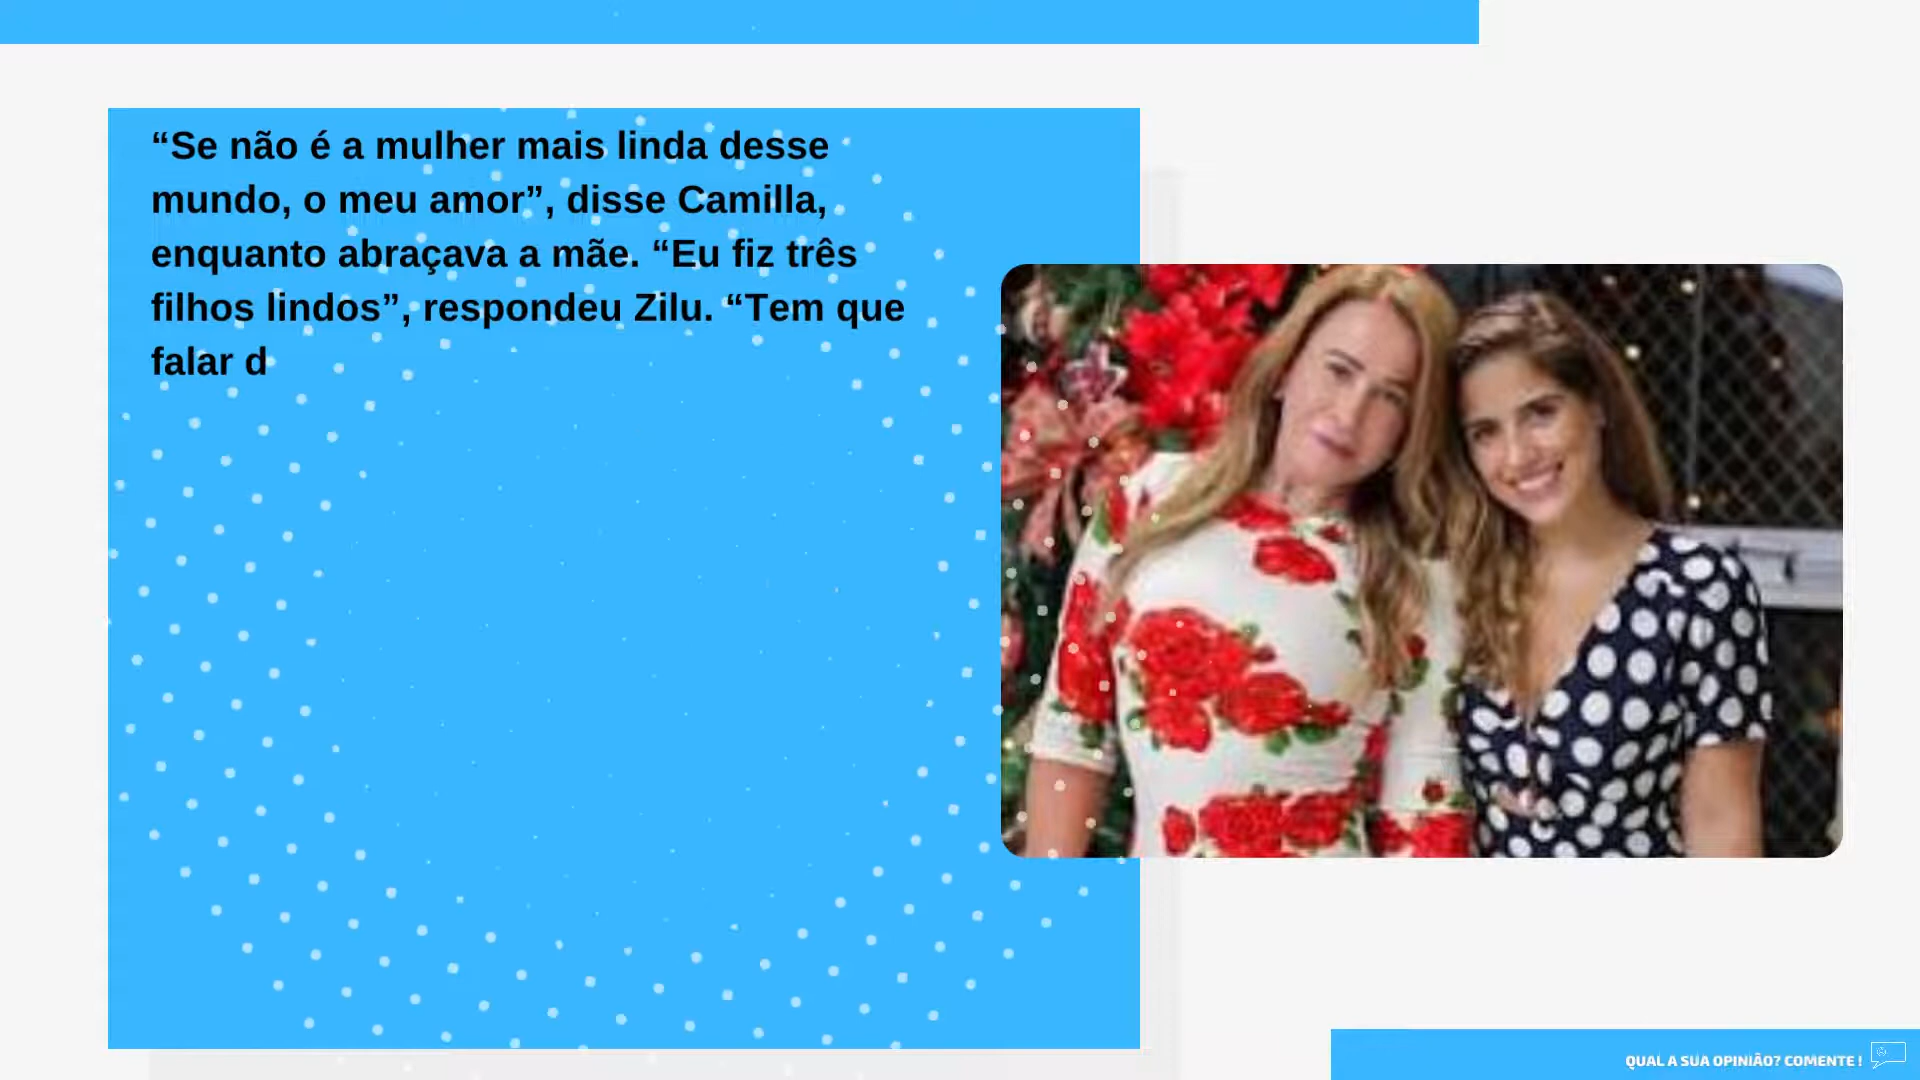 “Se não é a mulher mais linda desse
mundo, o meu amor”, disse Camilla,
enquanto abraçava a mãe. “Eu fiz três
filhos lindos”, respondeu Zilu. “Tem que
falar d
QUAL A SUA OPINIÃO? COMENTE !